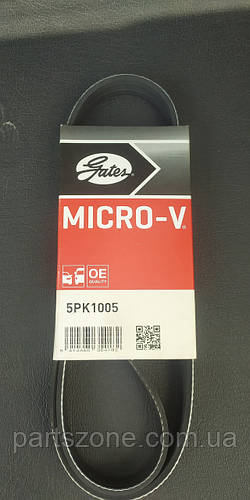 Gates
MICRO-V®
OE
QUALITY
5PK1005
partszone.com.ua